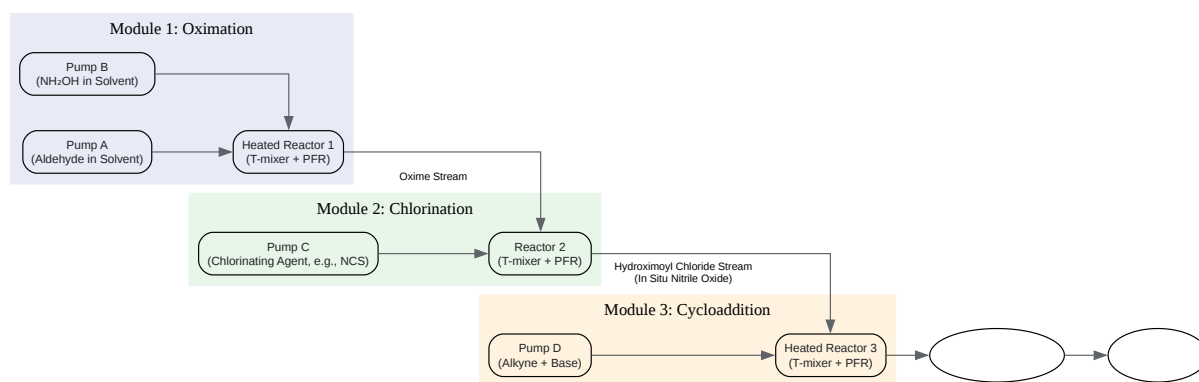 Module 1: Oximation
Pump B
(NH₂OH in Solvent)
Pump A
(Aldehyde in Solvent)
Heated Reactor 1
(T-mixer + PFR)
Oxime Stream
Module 2: Chlorination
Pump C
(Chlorinating Agent, e.g., NCS)
Reactor 2
(T-mixer + PFR)
Hydroximoyl Chloride Stream
(In Situ Nitrile Oxide)
Module 3: Cycloaddition
Pump D
(Alkyne + Base)
Heated Reactor 3
(T-mixer + PFR)